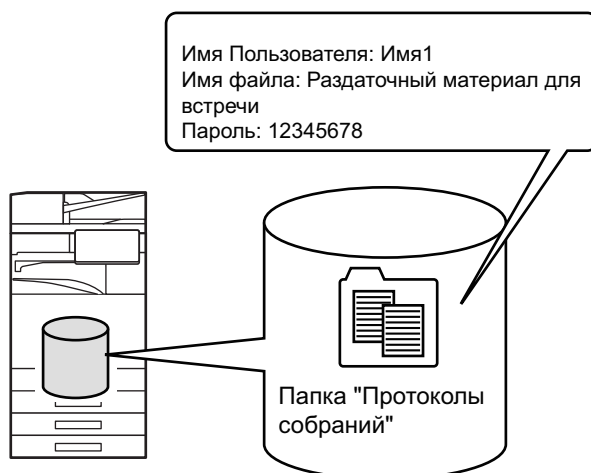 Имя Пользователя: Имя1
Имя файла: Раздаточный материал для
встречи
Пароль: 12345678
Папка "Протоколы
собраний"